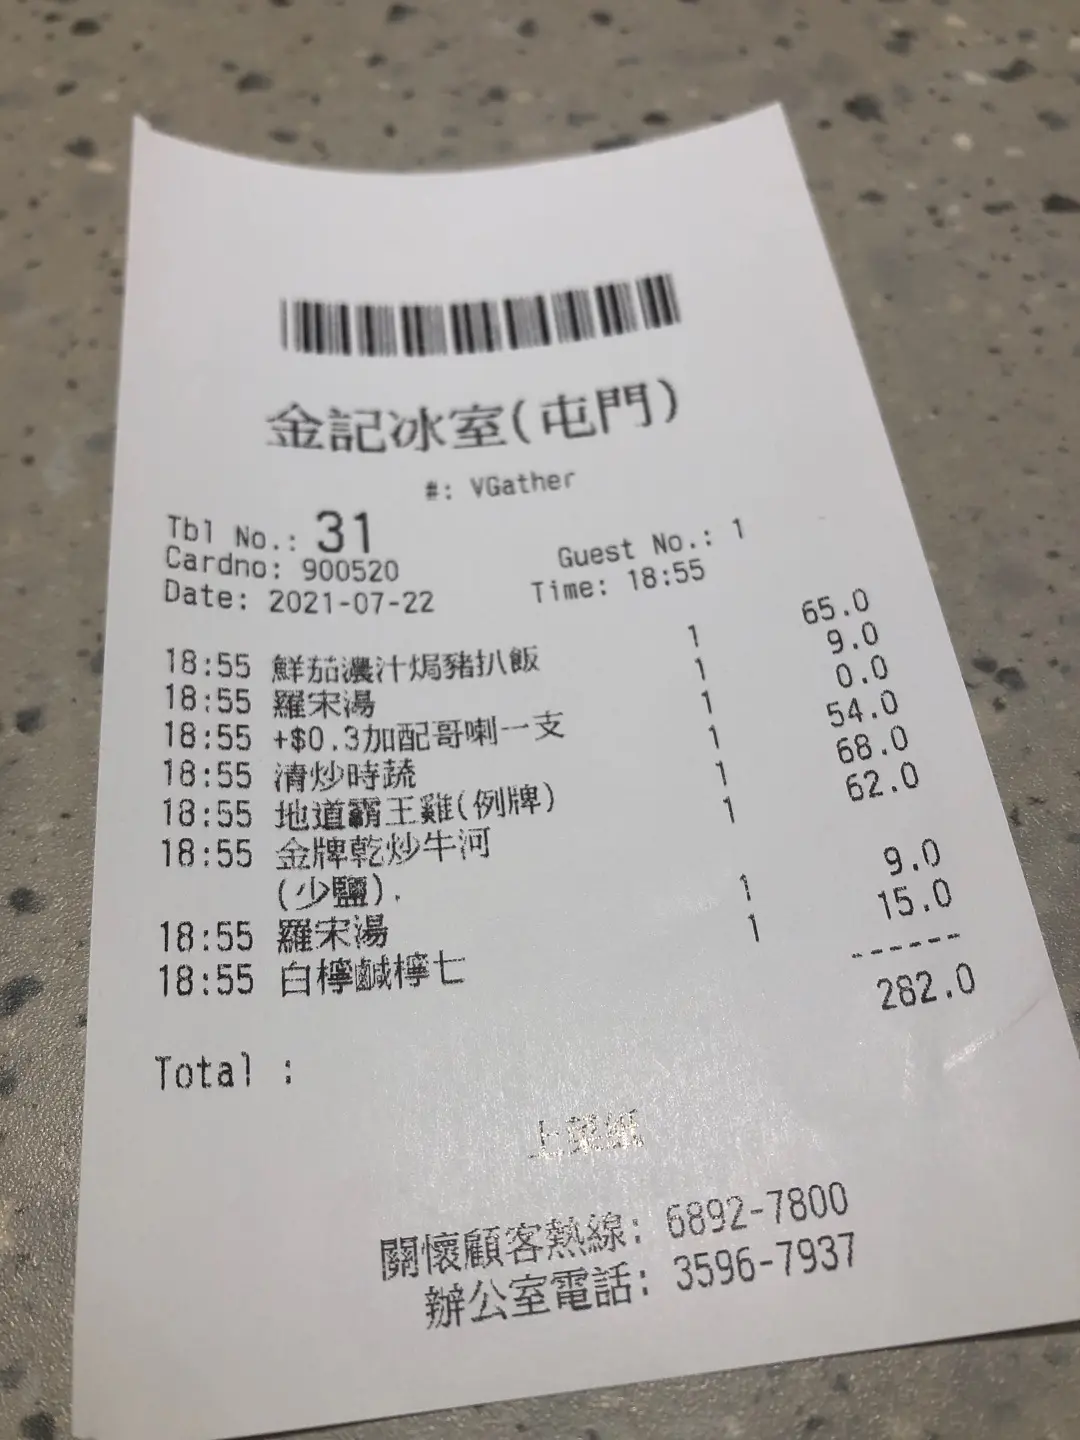 金記冰室(屯門)
#: VGather
Tbl No.: 31
Guest No.: 1
Cardno: 900520
Date: 2021-07-22 Time: 18:55
18:55 鮮茄濃汁焗豬扒飯 1 65.0
18:55 羅宋湯 1 9.0
18:55 +$0.3加配哥喇一支 1 0.0
18:55 清炒時蔬 1 54.0
18:55 地道霸王雞(例牌) 1 68.0
18:55 金牌乾炒牛河 1 62.0
(少鹽).
18:55 羅宋湯 1 9.0
18:55 白檸鹹檸七 1 15.0
------
Total : 282.0
上菜紙
關懷顧客熱線: 6892-7800
辦公室電話: 3596-7937